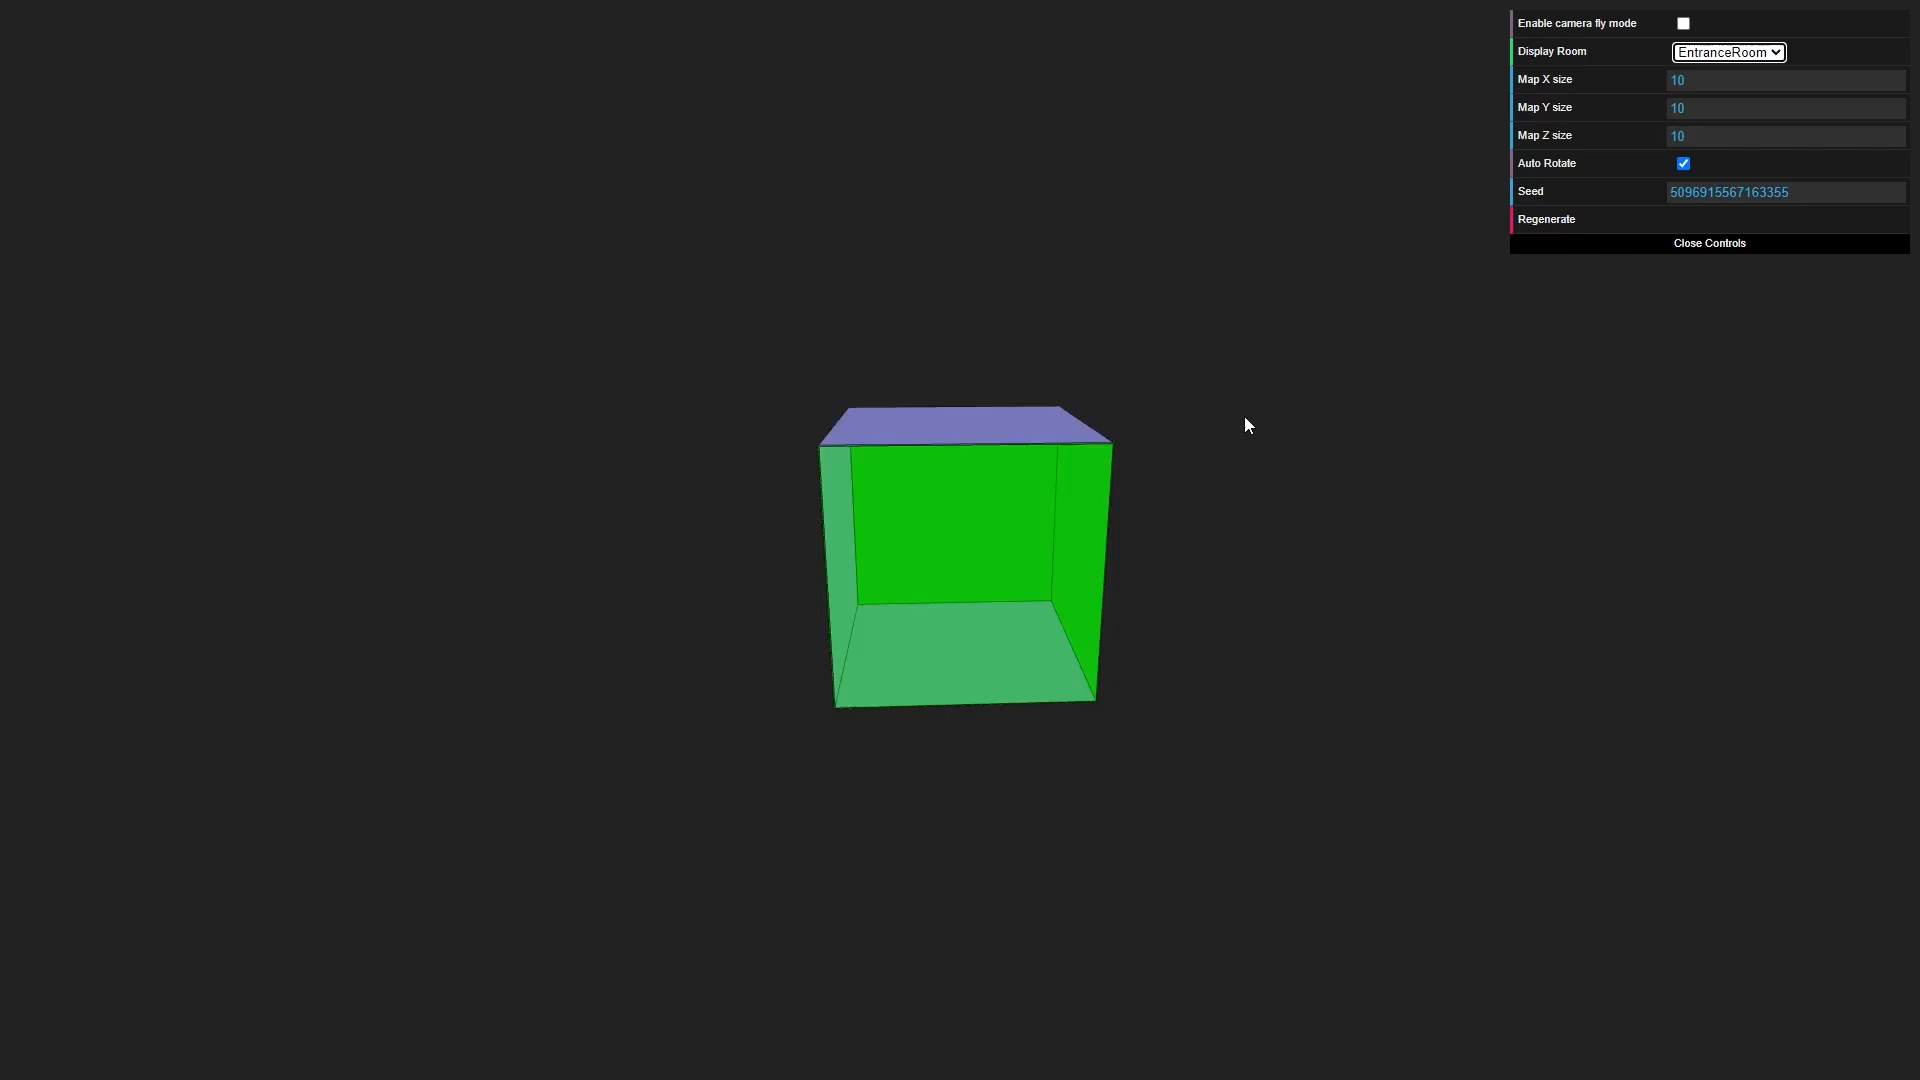 Enable camera fly mode
Display Room EntranceRoom
Map X size 10
Map Y size 10
Map Z size 10
Auto Rotate
Seed 5096915567163355
Regenerate
Close Controls